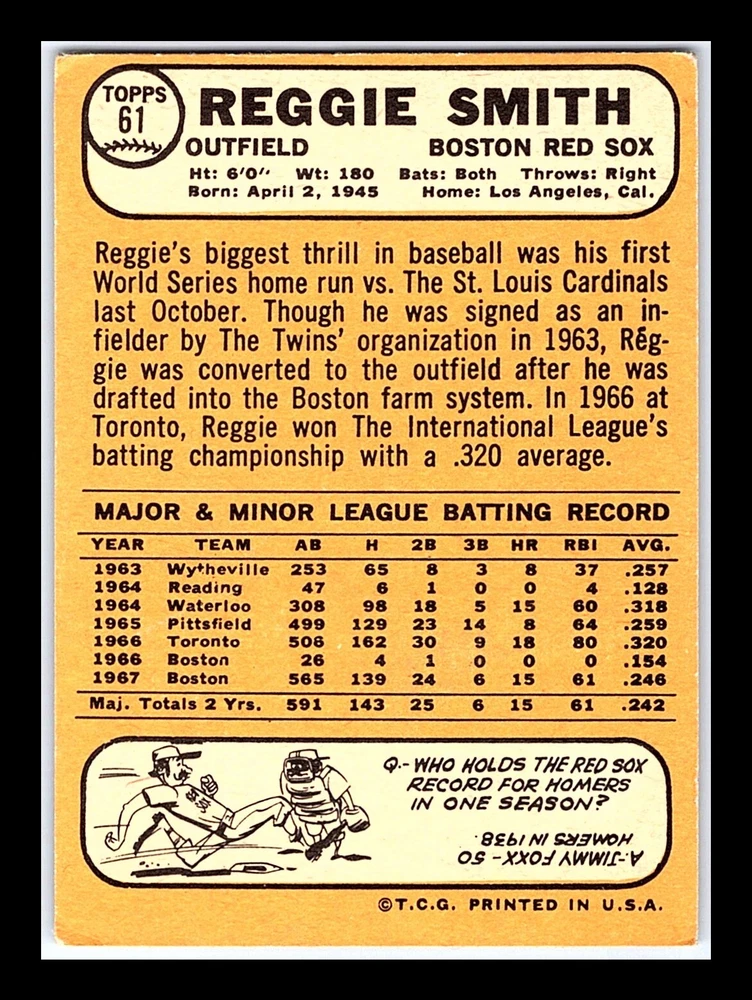 TOPPS
61
REGGIE SMITH
OUTFIELD BOSTON RED SOX
Ht: 6'0" Wt: 180 Bats: Both Throws: Right
Born: April 2, 1945 Home: Los Angeles, Cal.
Reggie's biggest thrill in baseball was his first
World Series home run vs. The St. Louis Cardinals
last October. Though he was signed as an in-
fielder by The Twins' organization in 1963, Reg-
gie was converted to the outfield after he was
drafted into the Boston farm system. In 1966 at
Toronto, Reggie won The International League's
batting championship with a .320 average.
MAJOR & MINOR LEAGUE BATTING RECORD
YEAR TEAM AB H 2B 3B HR RBI AVG.
1963 Wytheville 253 65 8 3 8 37 .257
1964 Reading 47 6 1 0 0 4 .128
1964 Waterloo 308 98 18 5 15 60 .318
1965 Pittsfield 499 129 23 14 8 64 .259
1966 Toronto 506 162 30 9 18 80 .320
1966 Boston 26 4 1 0 0 0 .154
1967 Boston 565 139 24 6 15 61 .246
Maj. Totals 2 Yrs. 591 143 25 6 15 61 .242
Q.- WHO HOLDS THE RED SOX
RECORD FOR HOMERS
IN ONE SEASON?
A.- JIMMY FOXX - 50
HOMERS IN 1938.
©T.C.G. PRINTED IN U.S.A.